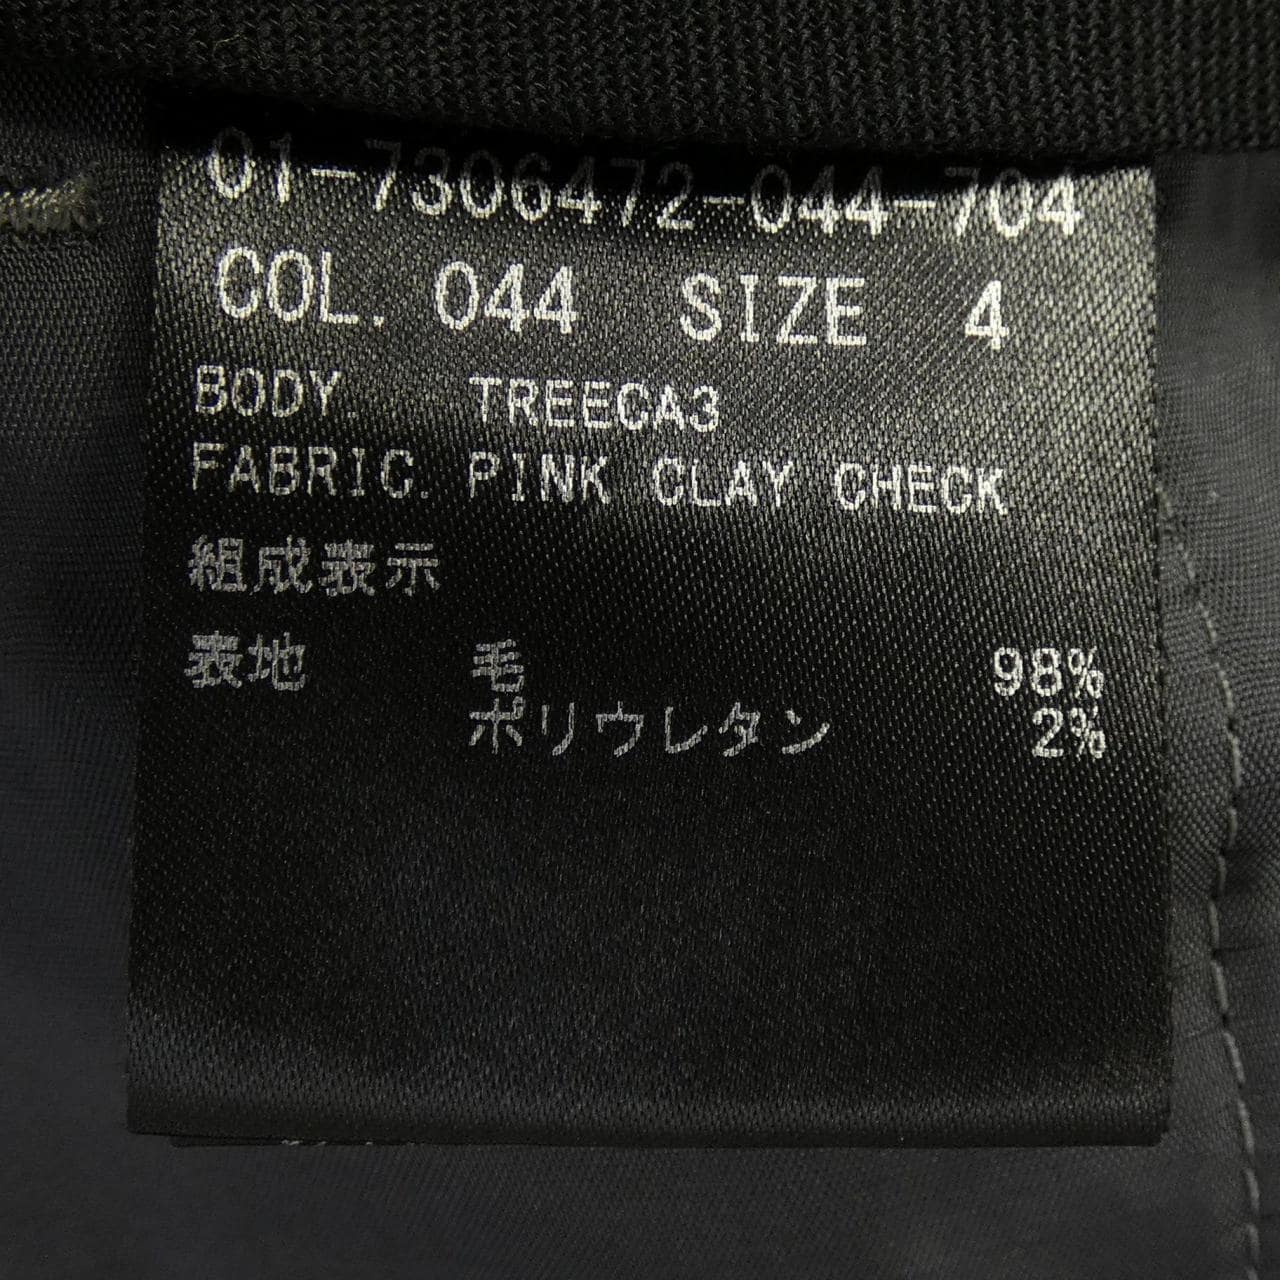 01-7306472-044-704
COL. 044 SIZE 4
BODY. TREECA3
FABRIC. PINK CLAY CHECK
組成表示
表地 毛 98%
ポリウレタン 2%